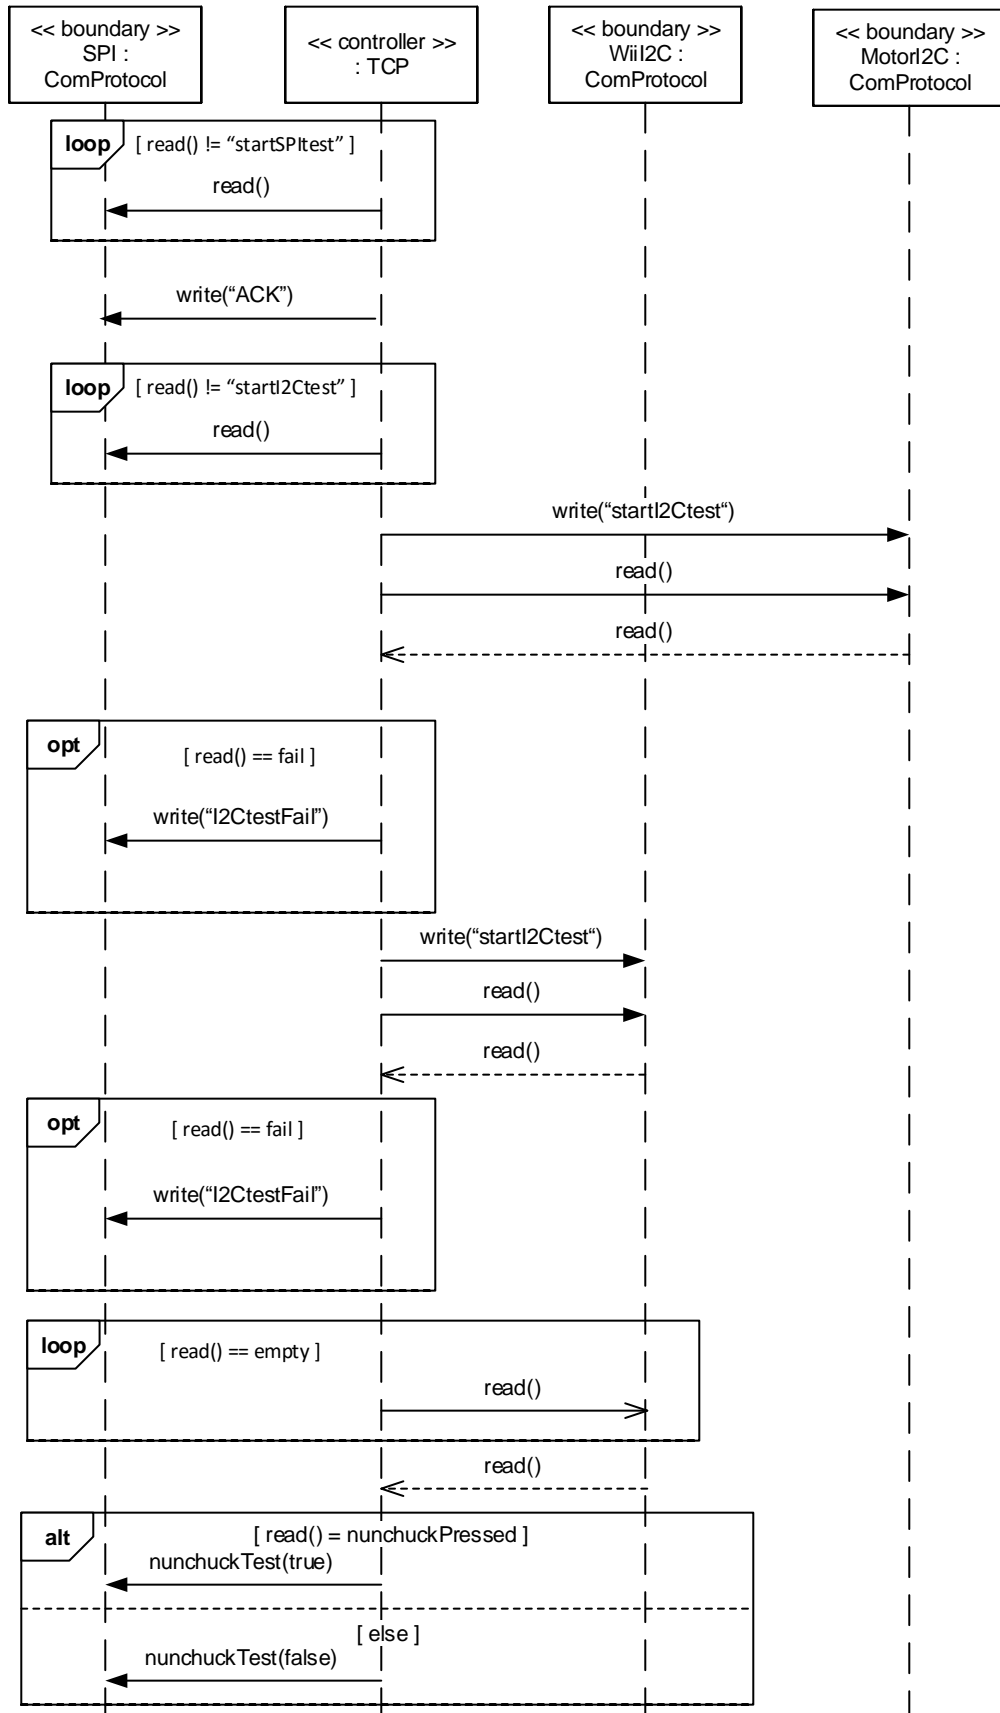 << boundary >>
SPI :
ComProtocol
<< controller >>
: TCP
<< boundary >>
WiiI2C :
ComProtocol
<< boundary >>
MotorI2C :
ComProtocol
loop
[ read() != “startSPItest” ]
read()
write(“ACK”)
loop
[ read() != “startI2Ctest” ]
read()
write(“startI2Ctest“)
read()
read()
opt
[ read() == fail ]
write(“I2CtestFail”)
write(“startI2Ctest“)
read()
read()
opt
[ read() == fail ]
write(“I2CtestFail”)
loop
[ read() == empty ]
read()
read()
alt
[ read() = nunchuckPressed ]
nunchuckTest(true)
[ else ]
nunchuckTest(false)